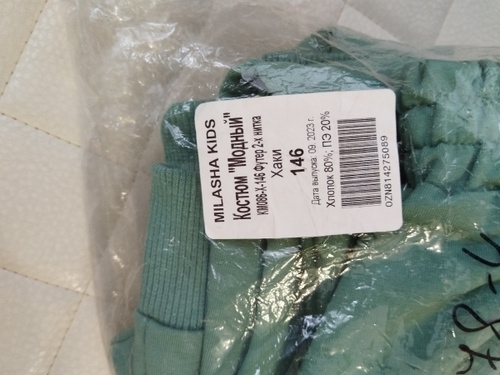 MILASHA KIDS
Костюм "Модный"
КМ086-Х-146 Футер 2-х нитка
Хаки
146
Дата выпуска: 09. 2023 г.
Хлопок 80%; ПЭ 20%
OZN814275089